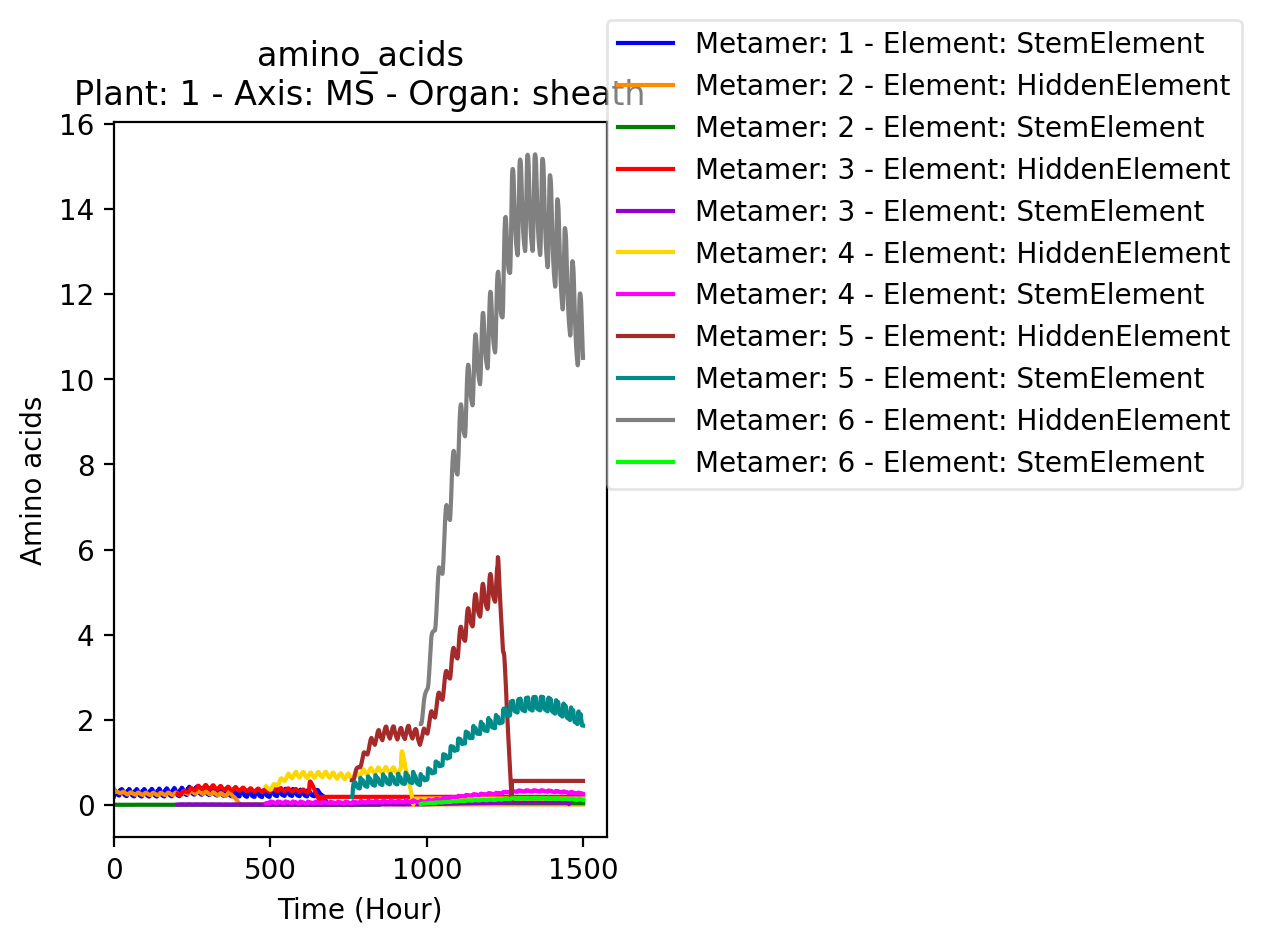 amino_acids
Plant: 1 - Axis: MS - Organ: sheath
Metamer: 1 - Element: StemElement
Metamer: 2 - Element: HiddenElement
Metamer: 2 - Element: StemElement
Metamer: 3 - Element: HiddenElement
Metamer: 3 - Element: StemElement
Metamer: 4 - Element: HiddenElement
Metamer: 4 - Element: StemElement
Metamer: 5 - Element: HiddenElement
Metamer: 5 - Element: StemElement
Metamer: 6 - Element: HiddenElement
Metamer: 6 - Element: StemElement
16
14
12
10
8
6
4
2
0
Amino acids
0 500 1000 1500
Time (Hour)